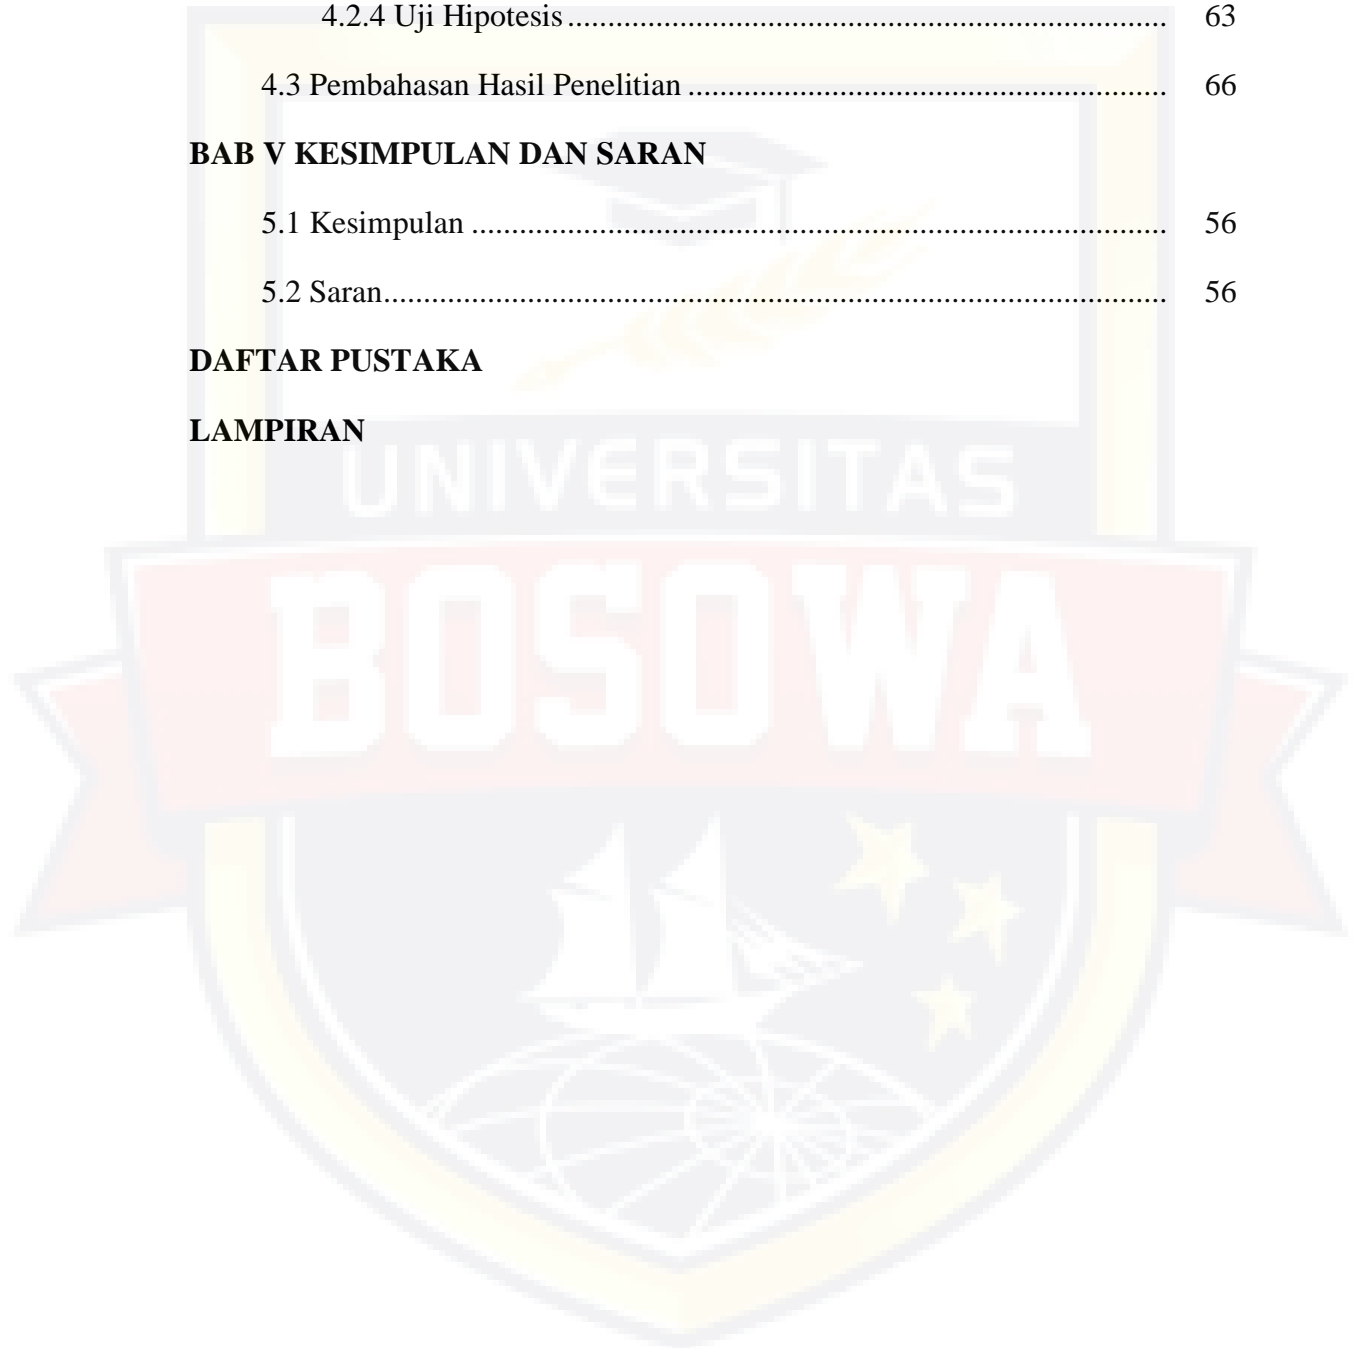 4.2.4 Uji Hipotesis........................................................................... 63
4.3 Pembahasan Hasil Penelitian ............................................................ 66
BAB V KESIMPULAN DAN SARAN
5.1 Kesimpulan ....................................................................................... 56
5.2 Saran.................................................................................................. 56
DAFTAR PUSTAKA
LAMPIRAN
UNIVERSITAS
BOSOWA